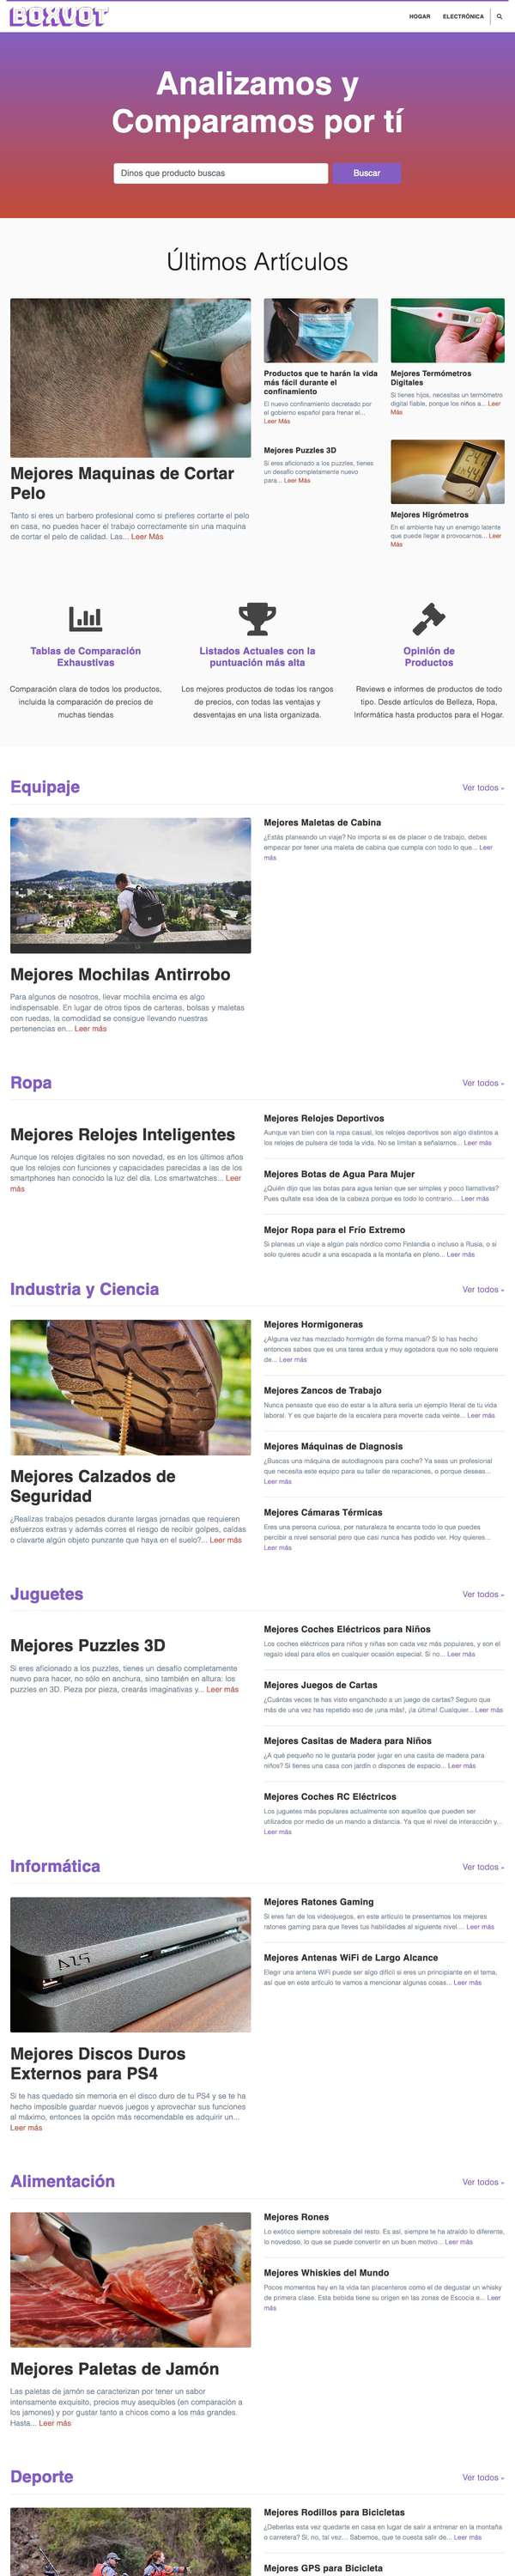 BOXVOT
HOGAR
ELECTRÓNICA
Analizamos y
Comparamos por tí
Dinos que producto buscas
Buscar
Últimos Artículos
Mejores Maquinas de Cortar
Pelo
Tanto si eres un barbero profesional como si prefieres cortarte el pelo
en casa, no puedes hacer el trabajo correctamente sin una maquina
de cortar el pelo de calidad. Las... Leer Más
Productos que te harán la vida
más fácil durante el
confinamiento
El nuevo confinamiento decretado por
el gobierno español para frenar el...
Leer Más
Mejores Puzzles 3D
Si eres aficionado a los puzzles, tienes
un desafío completamente nuevo
para... Leer Más
Mejores Termómetros
Digitales
Si tienes hijos, necesitas un termómetro
digital fiable, porque los niños a... Leer
Más
Mejores Higrómetros
En el ambiente hay un enemigo latente
que puede llegar a provocarnos... Leer
Más
Tablas de Comparación
Exhaustivas
Comparación clara de todos los productos,
incluida la comparación de precios de
muchas tiendas
Listados Actuales con la
puntuación más alta
Los mejores productos de todas los rangos
de precios, con todas las ventajas y
desventajas en una lista organizada.
Opinión de
Productos
Reviews e informes de productos de todo
tipo. Desde artículos de Belleza, Ropa,
Informática hasta productos para el Hogar.
Equipaje
Ver todos »
Mejores Mochilas Antirrobo
Para algunos de nosotros, llevar mochila encima es algo
indispensable. En lugar de otros tipos de carteras, bolsas y maletas
con ruedas, la comodidad se consigue llevando nuestras
pertenencias en... Leer más
Mejores Maletas de Cabina
¿Estás planeando un viaje? No importa si es de placer o de trabajo, debes
empezar por tener una maleta de cabina que cumpla con todo lo que... Leer
más
Ropa
Ver todos »
Mejores Relojes Inteligentes
Aunque los relojes digitales no son novedad, es en los últimos años
que los relojes con funciones y capacidades parecidas a las de los
smartphones han conocido la luz del día. Los smartwatches... Leer
más
Mejores Relojes Deportivos
Aunque van bien con la ropa casual, los relojes deportivos son algo distintos a
los relojes de pulsera de toda la vida. No se limitan a señalarnos... Leer más
Mejores Botas de Agua Para Mujer
¿Quién dijo que las botas para agua tenían que ser simples y poco llamativas?
Pues quítate esa idea de la cabeza porque es todo lo contrario.... Leer más
Mejor Ropa para el Frío Extremo
Si planeas un viaje a algún país nórdico como Finlandia o incluso a Rusia, o si
solo quieres acudir a una escapada a la montaña en pleno... Leer más
Industria y Ciencia
Ver todos »
Mejores Calzados de
Seguridad
¿Realizas trabajos pesados durante largas jornadas que requieren
esfuerzos extras y además corres el riesgo de recibir golpes, caídas
o clavarte algún objeto punzante que haya en el suelo?... Leer más
Mejores Hormigoneras
¿Alguna vez has mezclado hormigón de forma manual? Si lo has hecho
entonces sabes que es una tarea ardua y muy agotadora que no solo requiere
de... Leer más
Mejores Zancos de Trabajo
Nunca pensaste que eso de estar a la altura sería un ejemplo literal de tu vida
laboral. Y es que bajarte de la escalera para moverte cada veinte... Leer más
Mejores Máquinas de Diagnosis
¿Buscas una máquina de autodiagnosis para coche? Ya seas un profesional
que necesita este equipo para su taller de reparaciones, o porque deseas...
Leer más
Mejores Cámaras Térmicas
Eres una persona curiosa, por naturaleza te encanta todo lo que puedes
percibir a nivel sensorial pero que casi nunca has podido ver. Hoy quieres...
Leer más
Juguetes
Ver todos »
Mejores Puzzles 3D
Si eres aficionado a los puzzles, tienes un desafío completamente
nuevo para hacer, no sólo en anchura, sino también en altura: los
puzzles en 3D. Pieza por pieza, crearás imaginativas y... Leer más
Mejores Coches Eléctricos para Niños
Los coches eléctricos para niños y niñas son cada vez más populares, y son el
regalo ideal para ellos en cualquier ocasión especial. Si no... Leer más
Mejores Juegos de Cartas
¿Cuántas veces te has visto enganchado a un juego de cartas? Seguro que
más de una vez has repetido eso de ¡una más!, ¡la última! Cualquier... Leer más
Mejores Casitas de Madera para Niños
¿A qué pequeño no le gustaría poder jugar en una casita de madera para
niños? Si tienes una casa con jardín o dispones de espacio... Leer más
Mejores Coches RC Eléctricos
Los juguetes más populares actualmente son aquellos que pueden ser
utilizados por medio de un mando a distancia. Ya que el nivel de interacción y...
Leer más
Informática
Ver todos »
Mejores Discos Duros
Externos para PS4
Si te has quedado sin memoria en el disco duro de tu PS4 y se te ha
hecho imposible guardar nuevos juegos y aprovechar sus funciones
al máximo, entonces la opción más recomendable es adquirir un...
Leer más
Mejores Ratones Gaming
Si eres fan de los videojuegos, en este artículo te presentamos los mejores
ratones gaming para que lleves tus habilidades al siguiente nivel.... Leer más
Mejores Antenas WiFi de Largo Alcance
Elegir una antena WiFi puede ser algo difícil si eres un principiante en el tema,
así que en este artículo te vamos a mencionar algunas cosas... Leer más
Alimentación
Ver todos »
Mejores Paletas de Jamón
Las paletas de jamón se caracterizan por tener un sabor
intensamente exquisito, precios muy asequibles (en comparación a
los jamones) y por gustar tanto a chicos como a los más grandes.
Hasta... Leer más
Mejores Rones
Lo exótico siempre sobresale del resto. Es así, siempre te ha atraído lo diferente,
lo novedoso, lo que se puede convertir en un buen motivo... Leer más
Mejores Whiskies del Mundo
Pocos momentos hay en la vida tan placenteros como el de degustar un whisky
de primera clase. Esta bebida tiene su origen en las zonas de Escocia e... Leer
más
Deporte
Ver todos »
Mejores Rodillos para Bicicletas
¿Deberías esta vez quedarte en casa en lugar de salir a entrenar en la montaña
o carretera? Si, no, tal vez... Sabemos, que te cuesta salir de... Leer más
Mejores GPS para Bicicleta